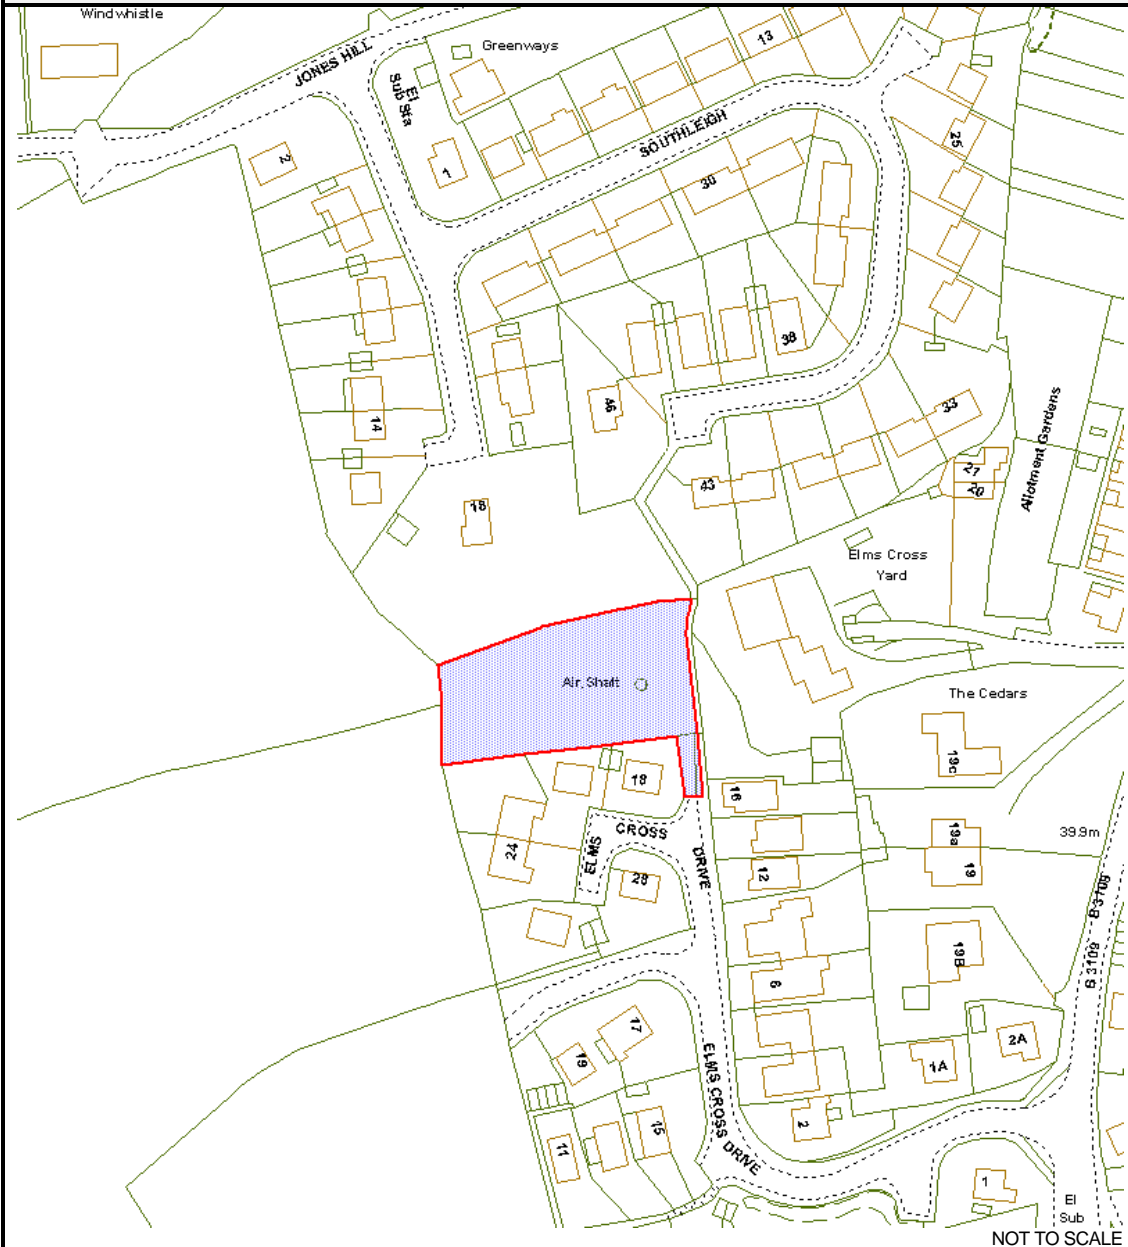 Windwhistle
JONES HILL
Greenways
13
El
Sub Sta
SOUTHLEIGH
25
2
1
30
38
46
14
33
Allotment Gardens
27
29
43
18
Elms Cross
Yard
Air Shaft
The Cedars
19c
18
16
CROSS
ELMS
DRIVE
24
28
12
19a
19
39.9m
B 3109
B 3109
19B
6
17
19
ELMS CROSS DRIVE
2A
1A
15
11
2
1
El
Sub
NOT TO SCALE